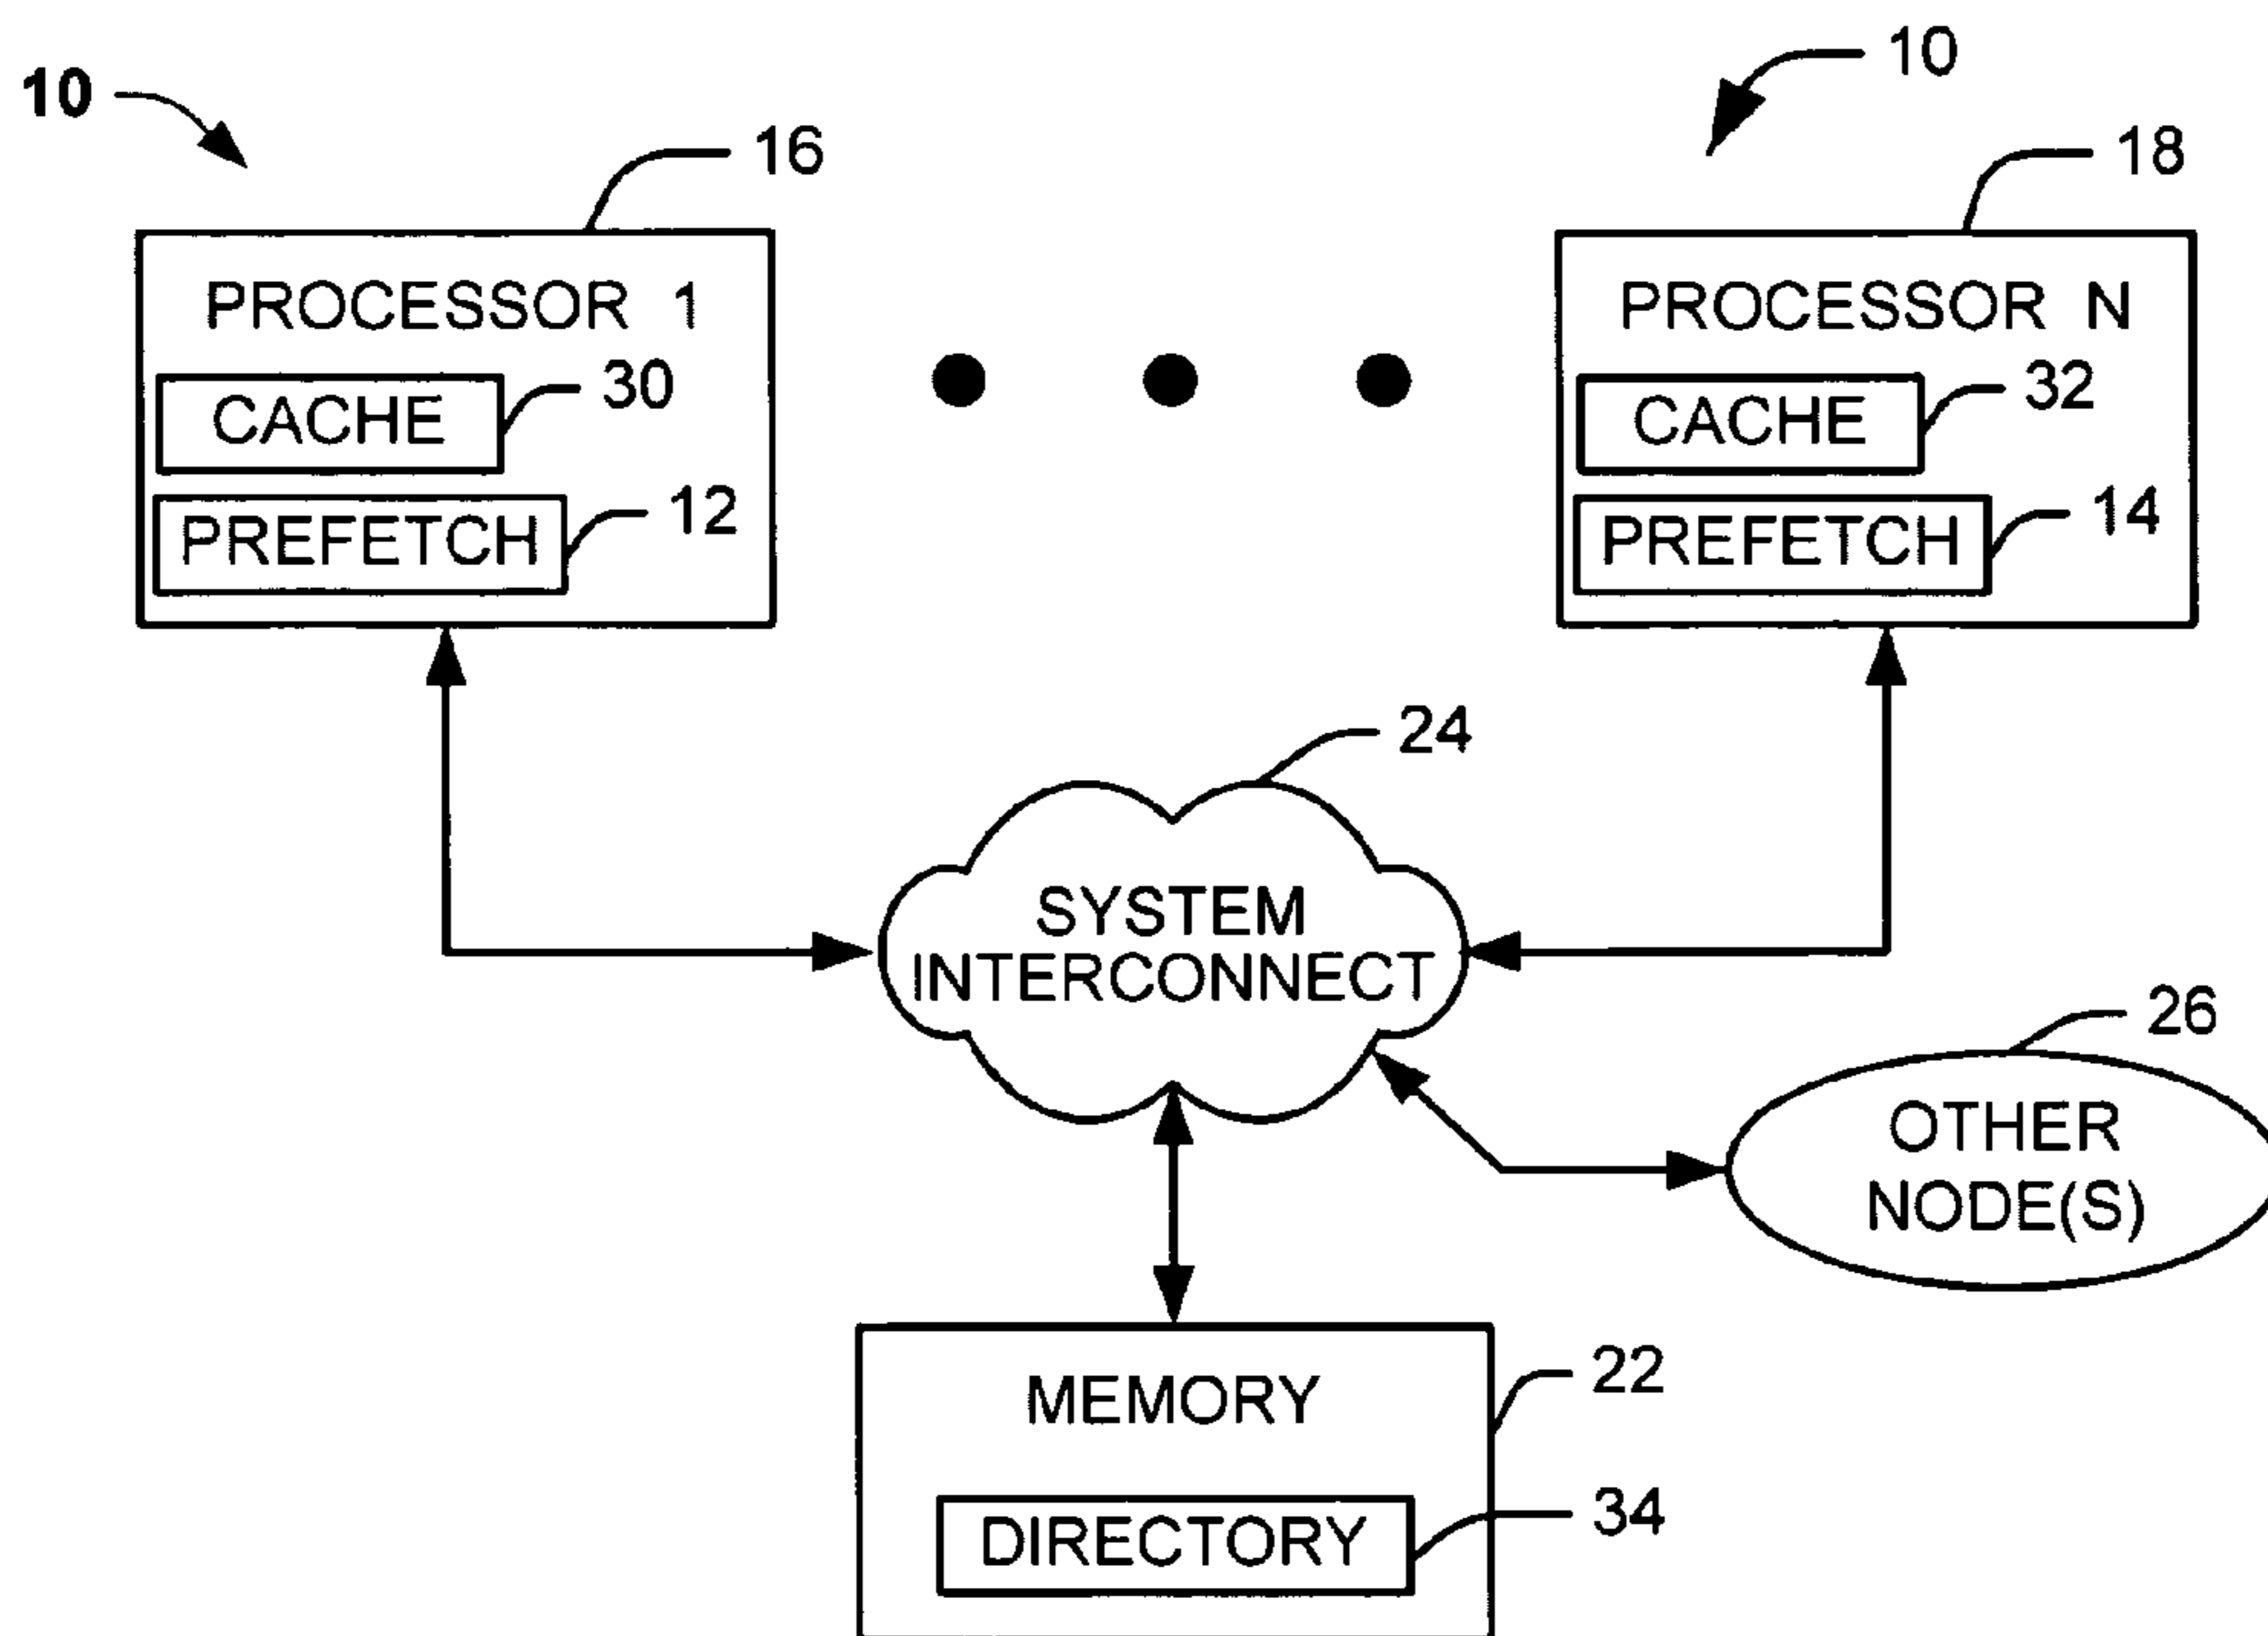 10
10
16
18
PROCESSOR 1
PROCESSOR N
CACHE
30
CACHE
32
PREFETCH
12
PREFETCH
14
24
SYSTEM
INTERCONNECT
26
OTHER
NODE(S)
22
MEMORY
34
DIRECTORY